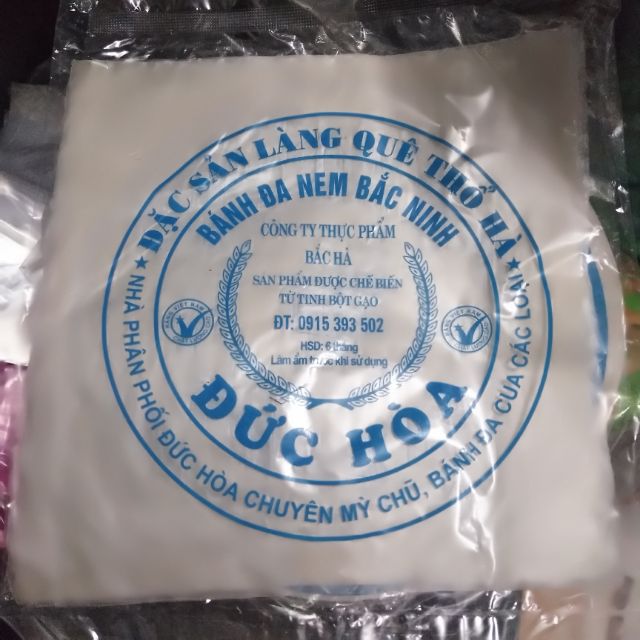 ★ ĐẶC SẢN LÀNG QUÊ THỔ HÀ ★
BÁNH ĐA NEM BẮC NINH
CÔNG TY THỰC PHẨM
BẮC HÀ
SẢN PHẨM ĐƯỢC CHẾ BIẾN
TỪ TINH BỘT GẠO
ĐT: 0915 393 502
HSD: 6 tháng
Làm ẩm trước khi sử dụng
ĐỨC HÒA
NHÀ PHÂN PHỐI ĐỨC HÒA CHUYÊN MỲ CHŨ, BÁNH ĐA CUA CÁC LOẠI